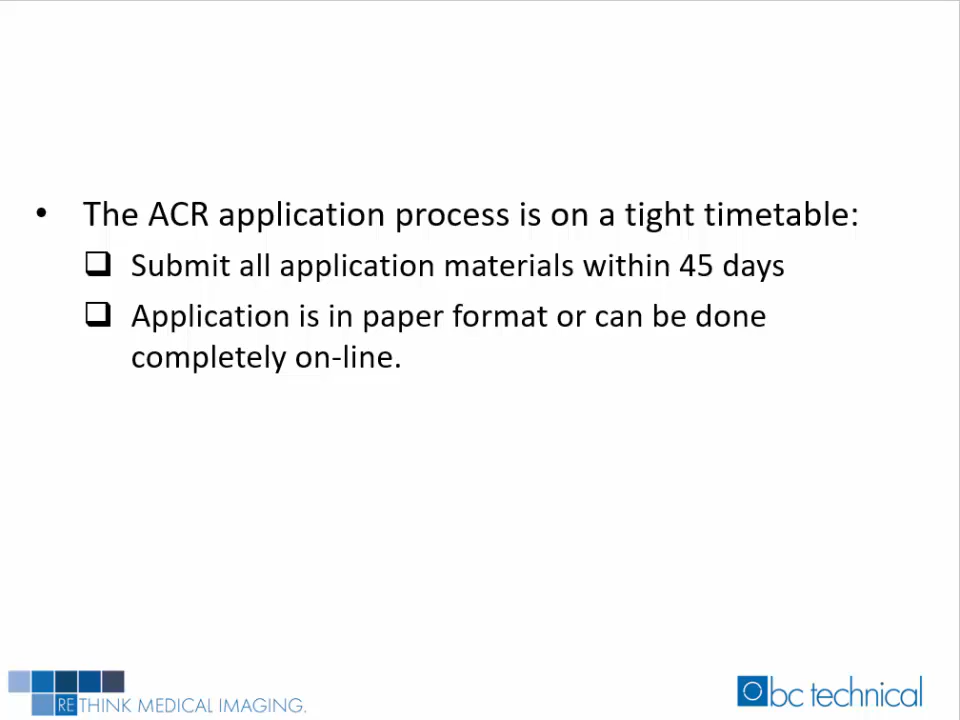 • The ACR application process is on a tight timetable:
❑ Submit all application materials within 45 days
❑ Application is in paper format or can be done
completely on-line.
RETHINK MEDICAL IMAGING.
bc technical